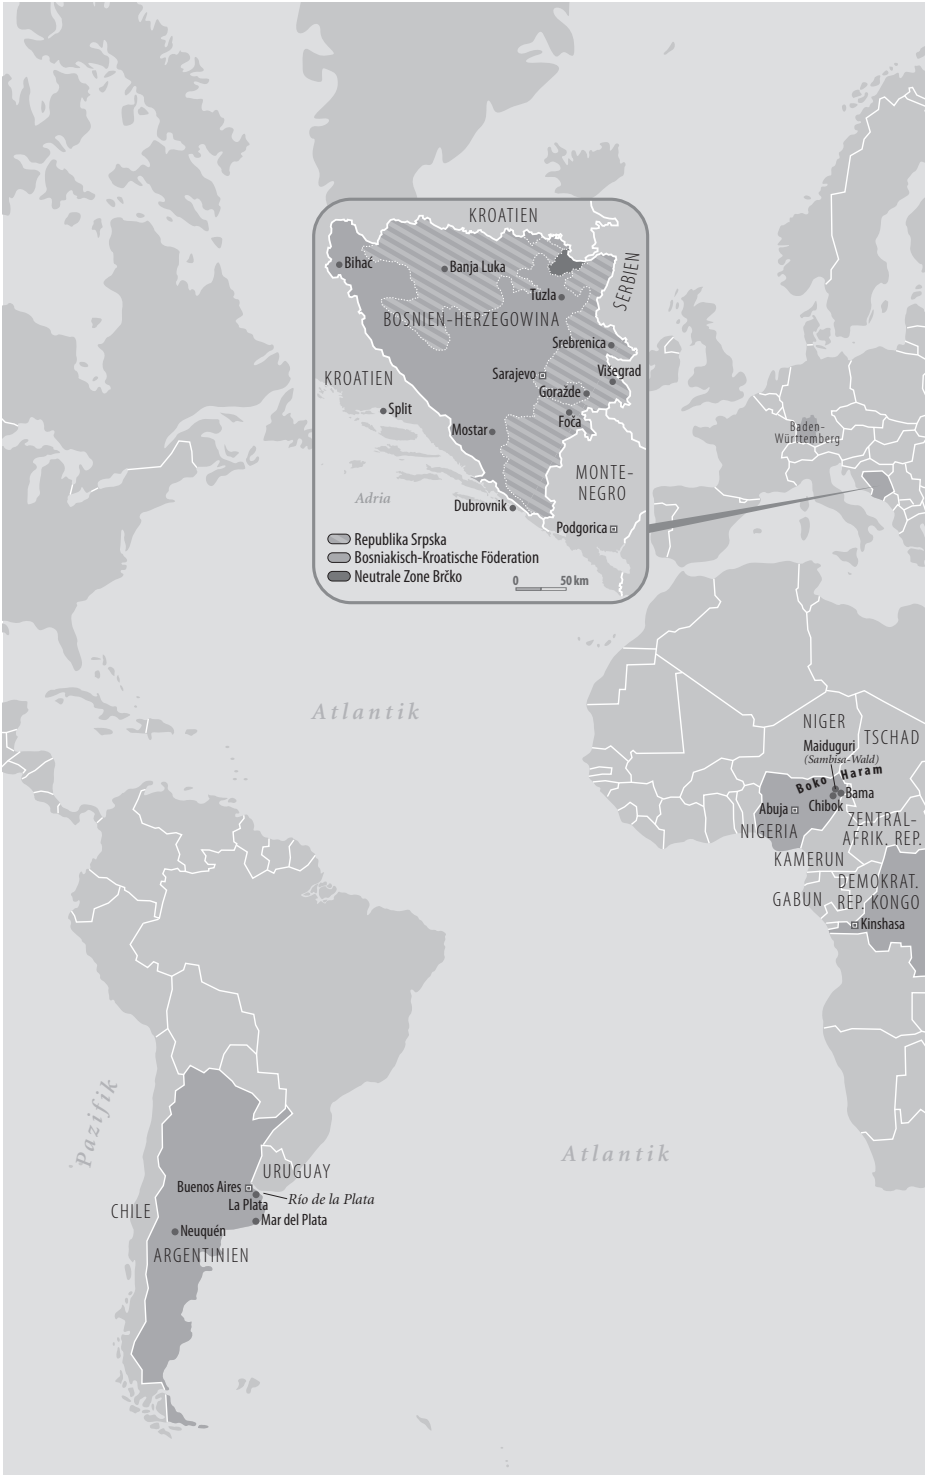 KROATIEN
Bihać
Banja Luka
SERBIEN
Tuzla
BOSNIEN-HERZEGOWINA
Srebrenica
Sarajevo
Višegrad
KROATIEN
Goražde
Split
Foča
Mostar
MONTE-
NEGRO
Adria
Dubrovnik
Podgorica
Republika Srpska
Bosniakisch-Kroatische Föderation
Neutrale Zone Brčko
0 50 km
Baden-
Württemberg
Atlantik
NIGER
TSCHAD
Maiduguri
(Sambisa-Wald)
Boko Haram
Bama
Chibok
Abuja
NIGERIA
ZENTRAL-
AFRIK. REP.
KAMERUN
GABUN
DEMOKRAT.
REP. KONGO
Kinshasa
Pazifik
Atlantik
URUGUAY
Buenos Aires
Río de la Plata
La Plata
CHILE
Mar del Plata
Neuquén
ARGENTINIEN